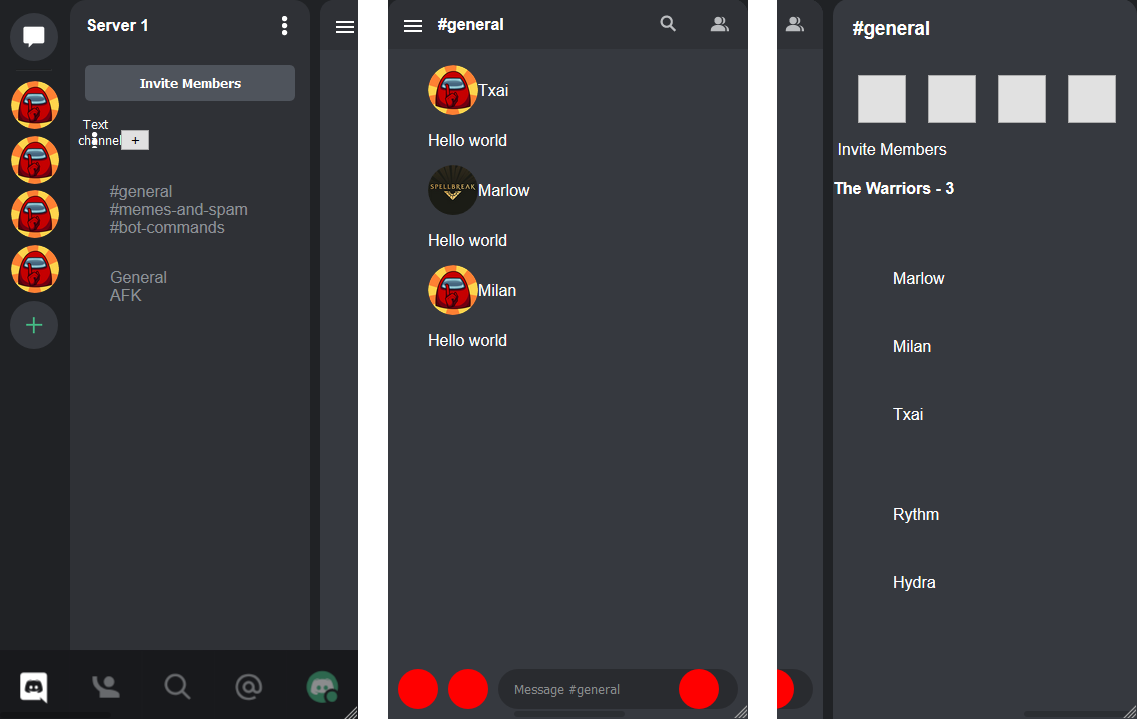 Server 1
Invite Members
Text
channel
+
#general
#memes-and-spam
#bot-commands
General
AFK
#general
Txai
Hello world
SPELLBREAK
Marlow
Hello world
Milan
Hello world
Message #general
#general
Invite Members
The Warriors - 3
Marlow
Milan
Txai
Rythm
Hydra